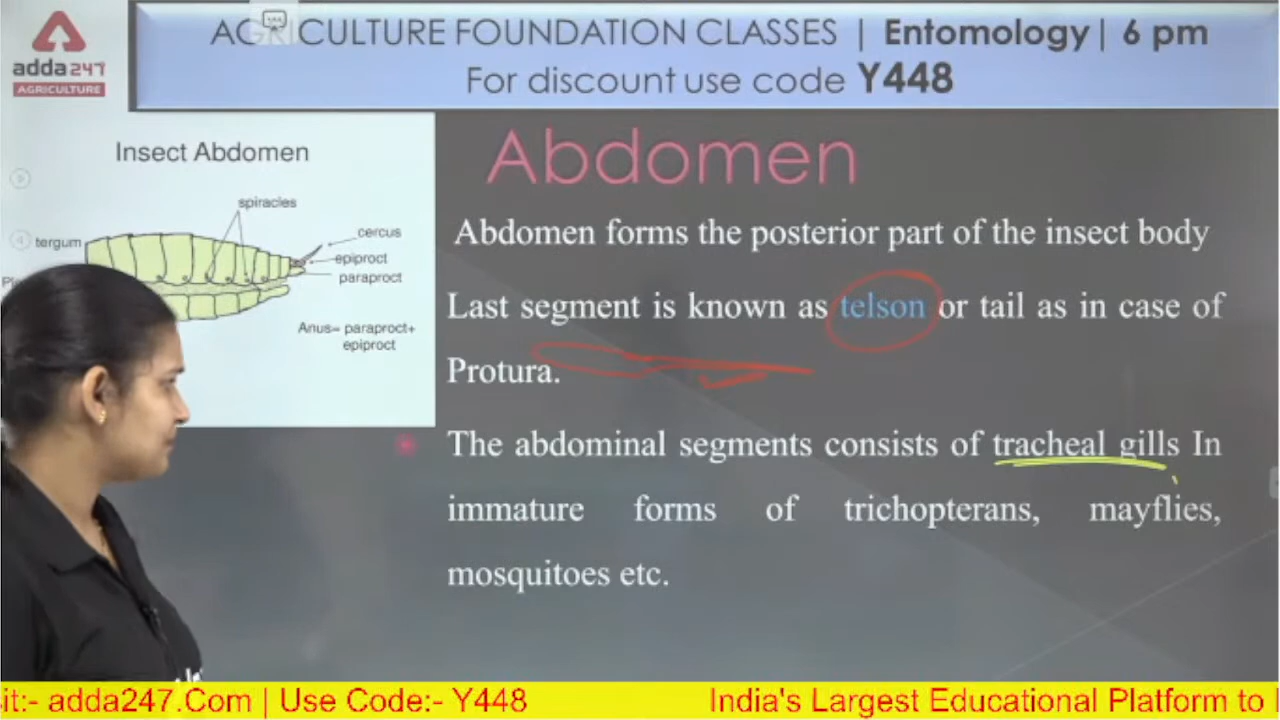 AGRICULTURE FOUNDATION CLASSES | Entomology | 6 pm
For discount use code Y448
adda247
AGRICULTURE
Insect Abdomen
spiracles
tergum
cercus
epiproct
paraproct
Anus= paraproct+
epiproct
Abdomen
Abdomen forms the posterior part of the insect body
Last segment is known as telson or tail as in case of
Protura.
The abdominal segments consists of tracheal gills In
immature forms of trichopterans, mayflies,
mosquitoes etc.
it:- adda247.Com | Use Code:- Y448 India's Largest Educational Platform to